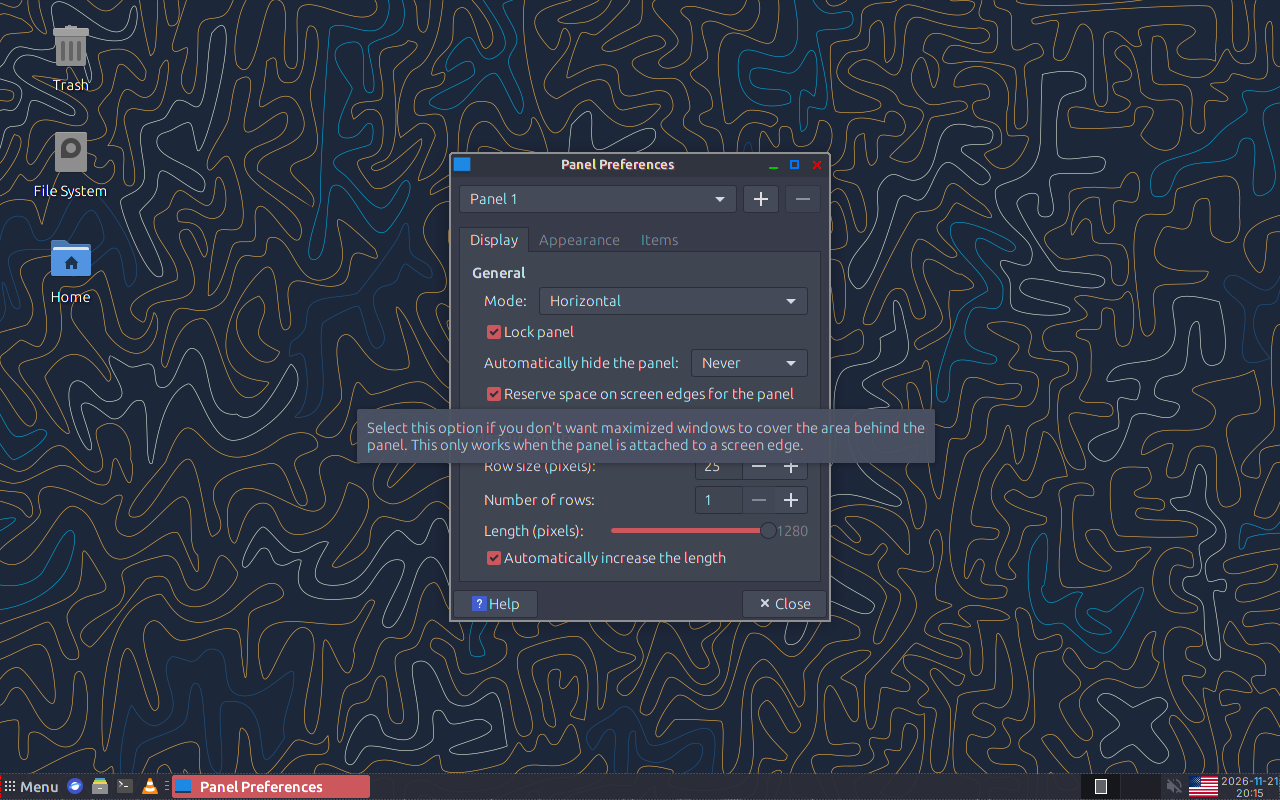 Trash
File System
Home
Panel Preferences
Panel 1
Display
Appearance
Items
General
Mode:
Horizontal
Lock panel
Automatically hide the panel:
Never
Reserve space on screen edges for the panel
Select this option if you don't want maximized windows to cover the area behind the
panel. This only works when the panel is attached to a screen edge.
Row size (pixels):
25
Number of rows:
1
Length (pixels):
1280
Automatically increase the length
Help
Close
Menu
Panel Preferences
2026-11-21
20:15